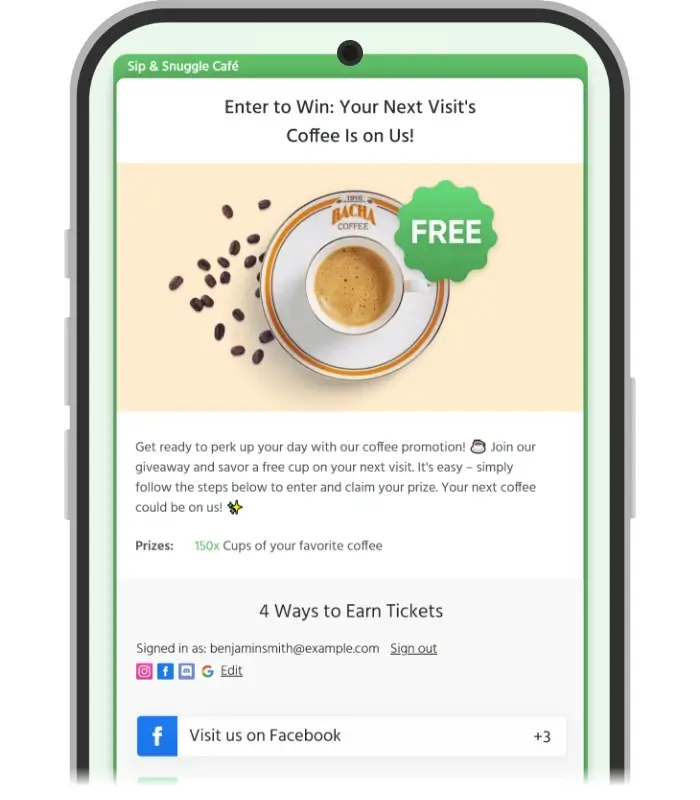 Sip & Snuggle Café
Enter to Win: Your Next Visit's
Coffee Is on Us!
1910
BACHA
COFFEE
FREE
Get ready to perk up your day with our coffee promotion! ☕ Join our
giveaway and savor a free cup on your next visit. It's easy – simply
follow the steps below to enter and claim your prize. Your next coffee
could be on us! ✨
Prizes: 150x Cups of your favorite coffee
4 Ways to Earn Tickets
Signed in as: benjaminsmith@example.com Sign out
Edit
Visit us on Facebook +3